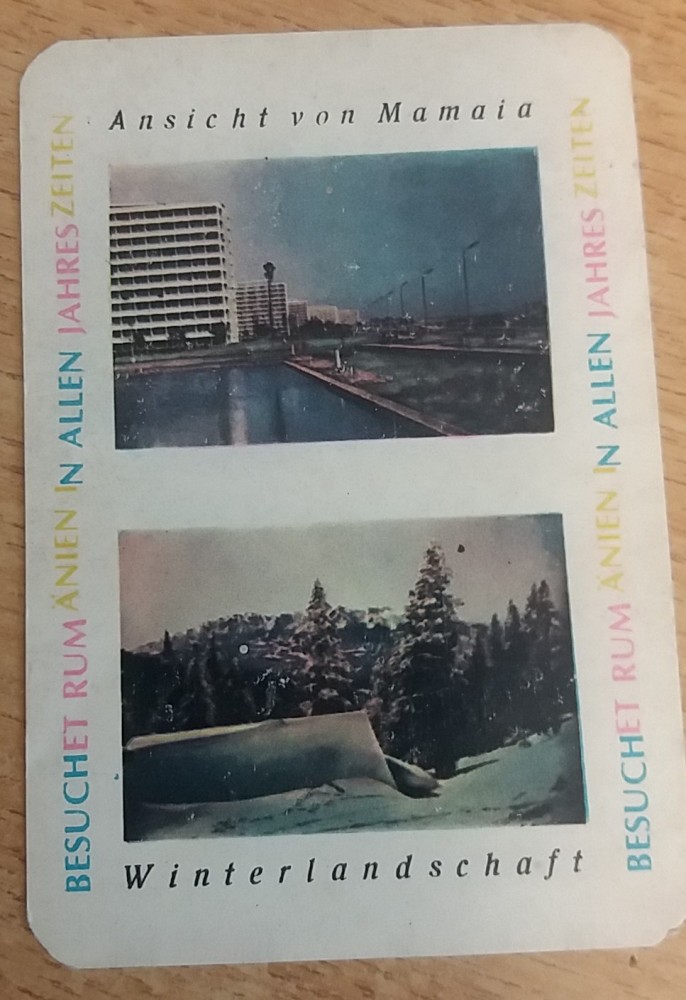 Ansicht von Mamaia
BESUCHET RUMÄNIEN IN ALLEN JAHRESZEITEN
BESUCHET RUMÄNIEN IN ALLEN JAHRESZEITEN
Winterlandschaft